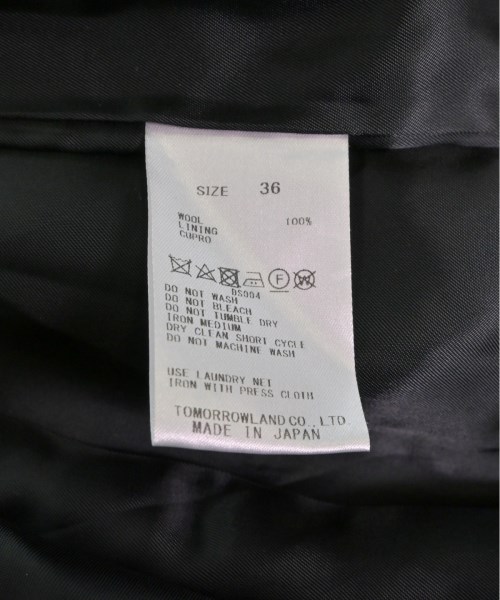 SIZE 36
WOOL 100%
LINING
CUPRO
F W
DS004
DO NOT WASH
DO NOT BLEACH
DO NOT TUMBLE DRY
IRON MEDIUM
DRY CLEAN SHORT CYCLE
DO NOT MACHINE WASH
USE LAUNDRY NET
IRON WITH PRESS CLOTH
TOMORROWLAND CO., LTD.
MADE IN JAPAN